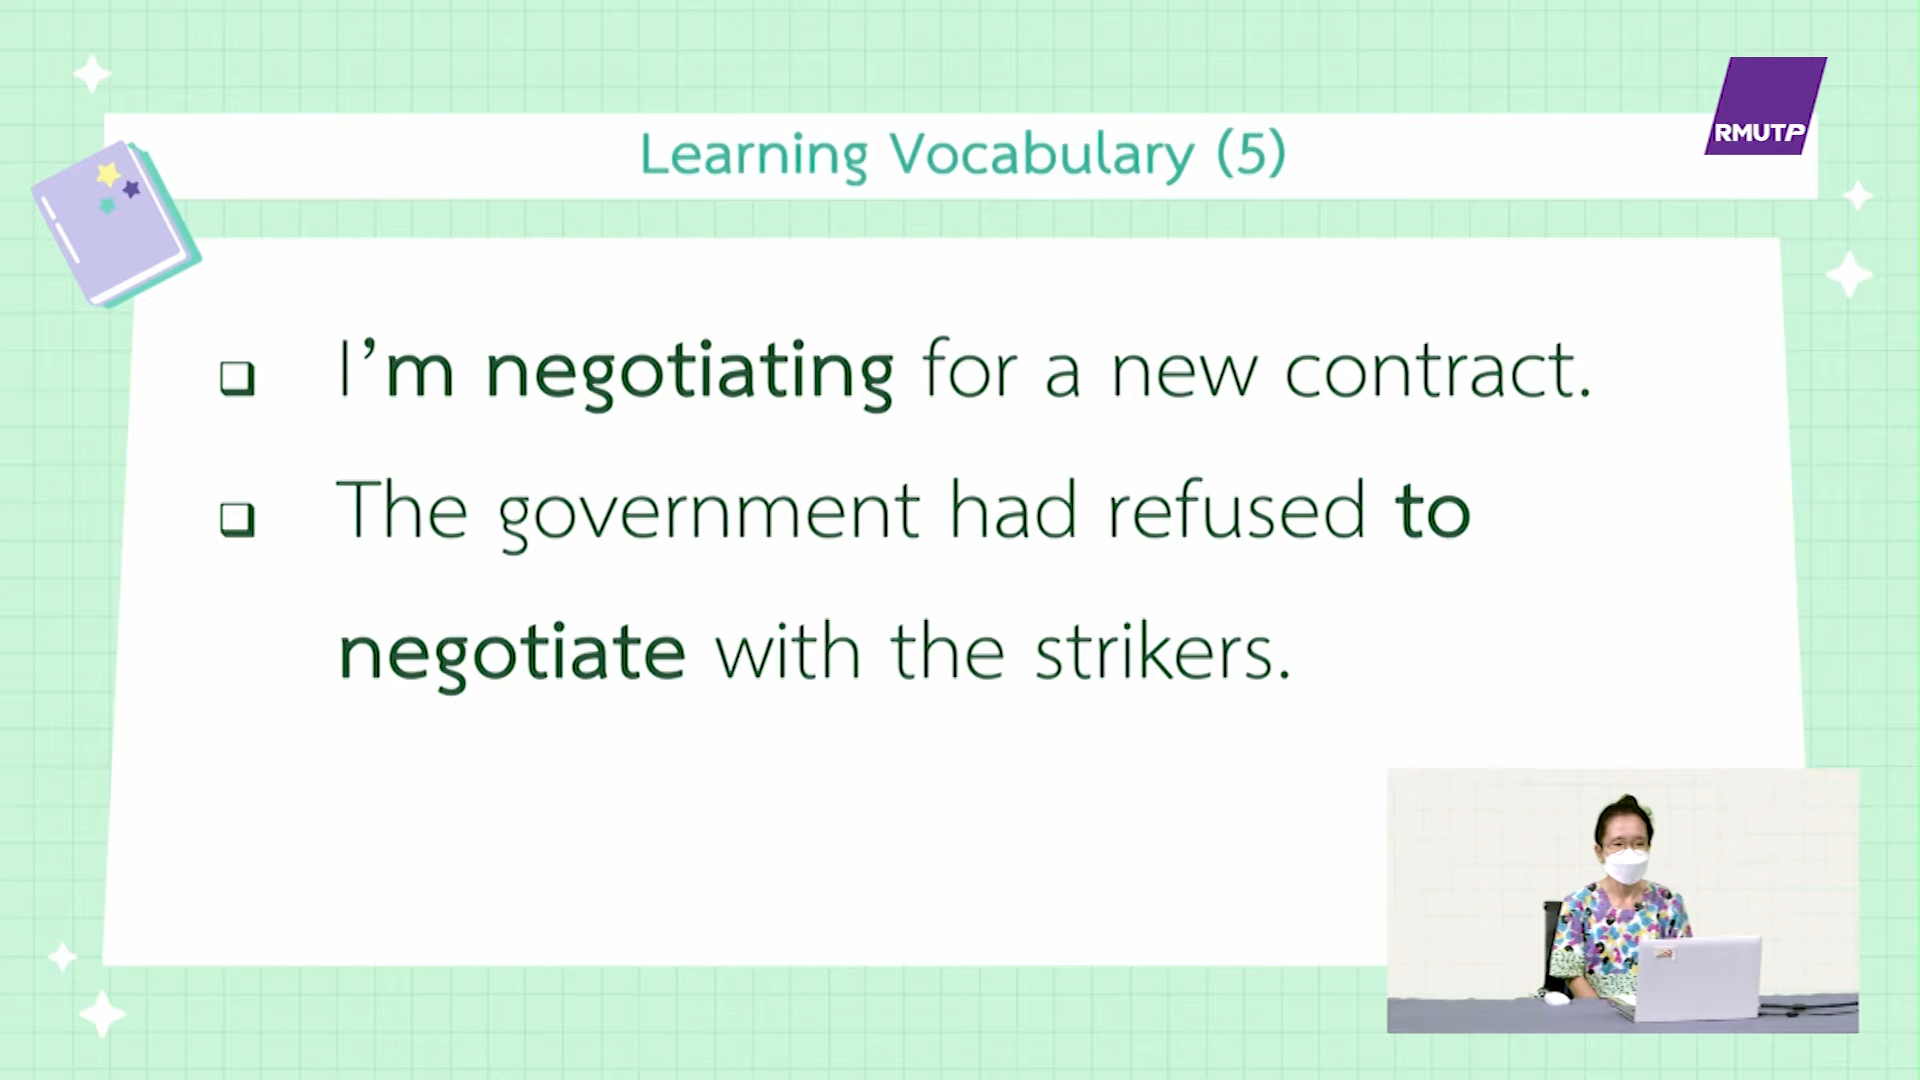 RMUTP
Learning Vocabulary (5)
I'm negotiating for a new contract.
The government had refused to
negotiate with the strikers.